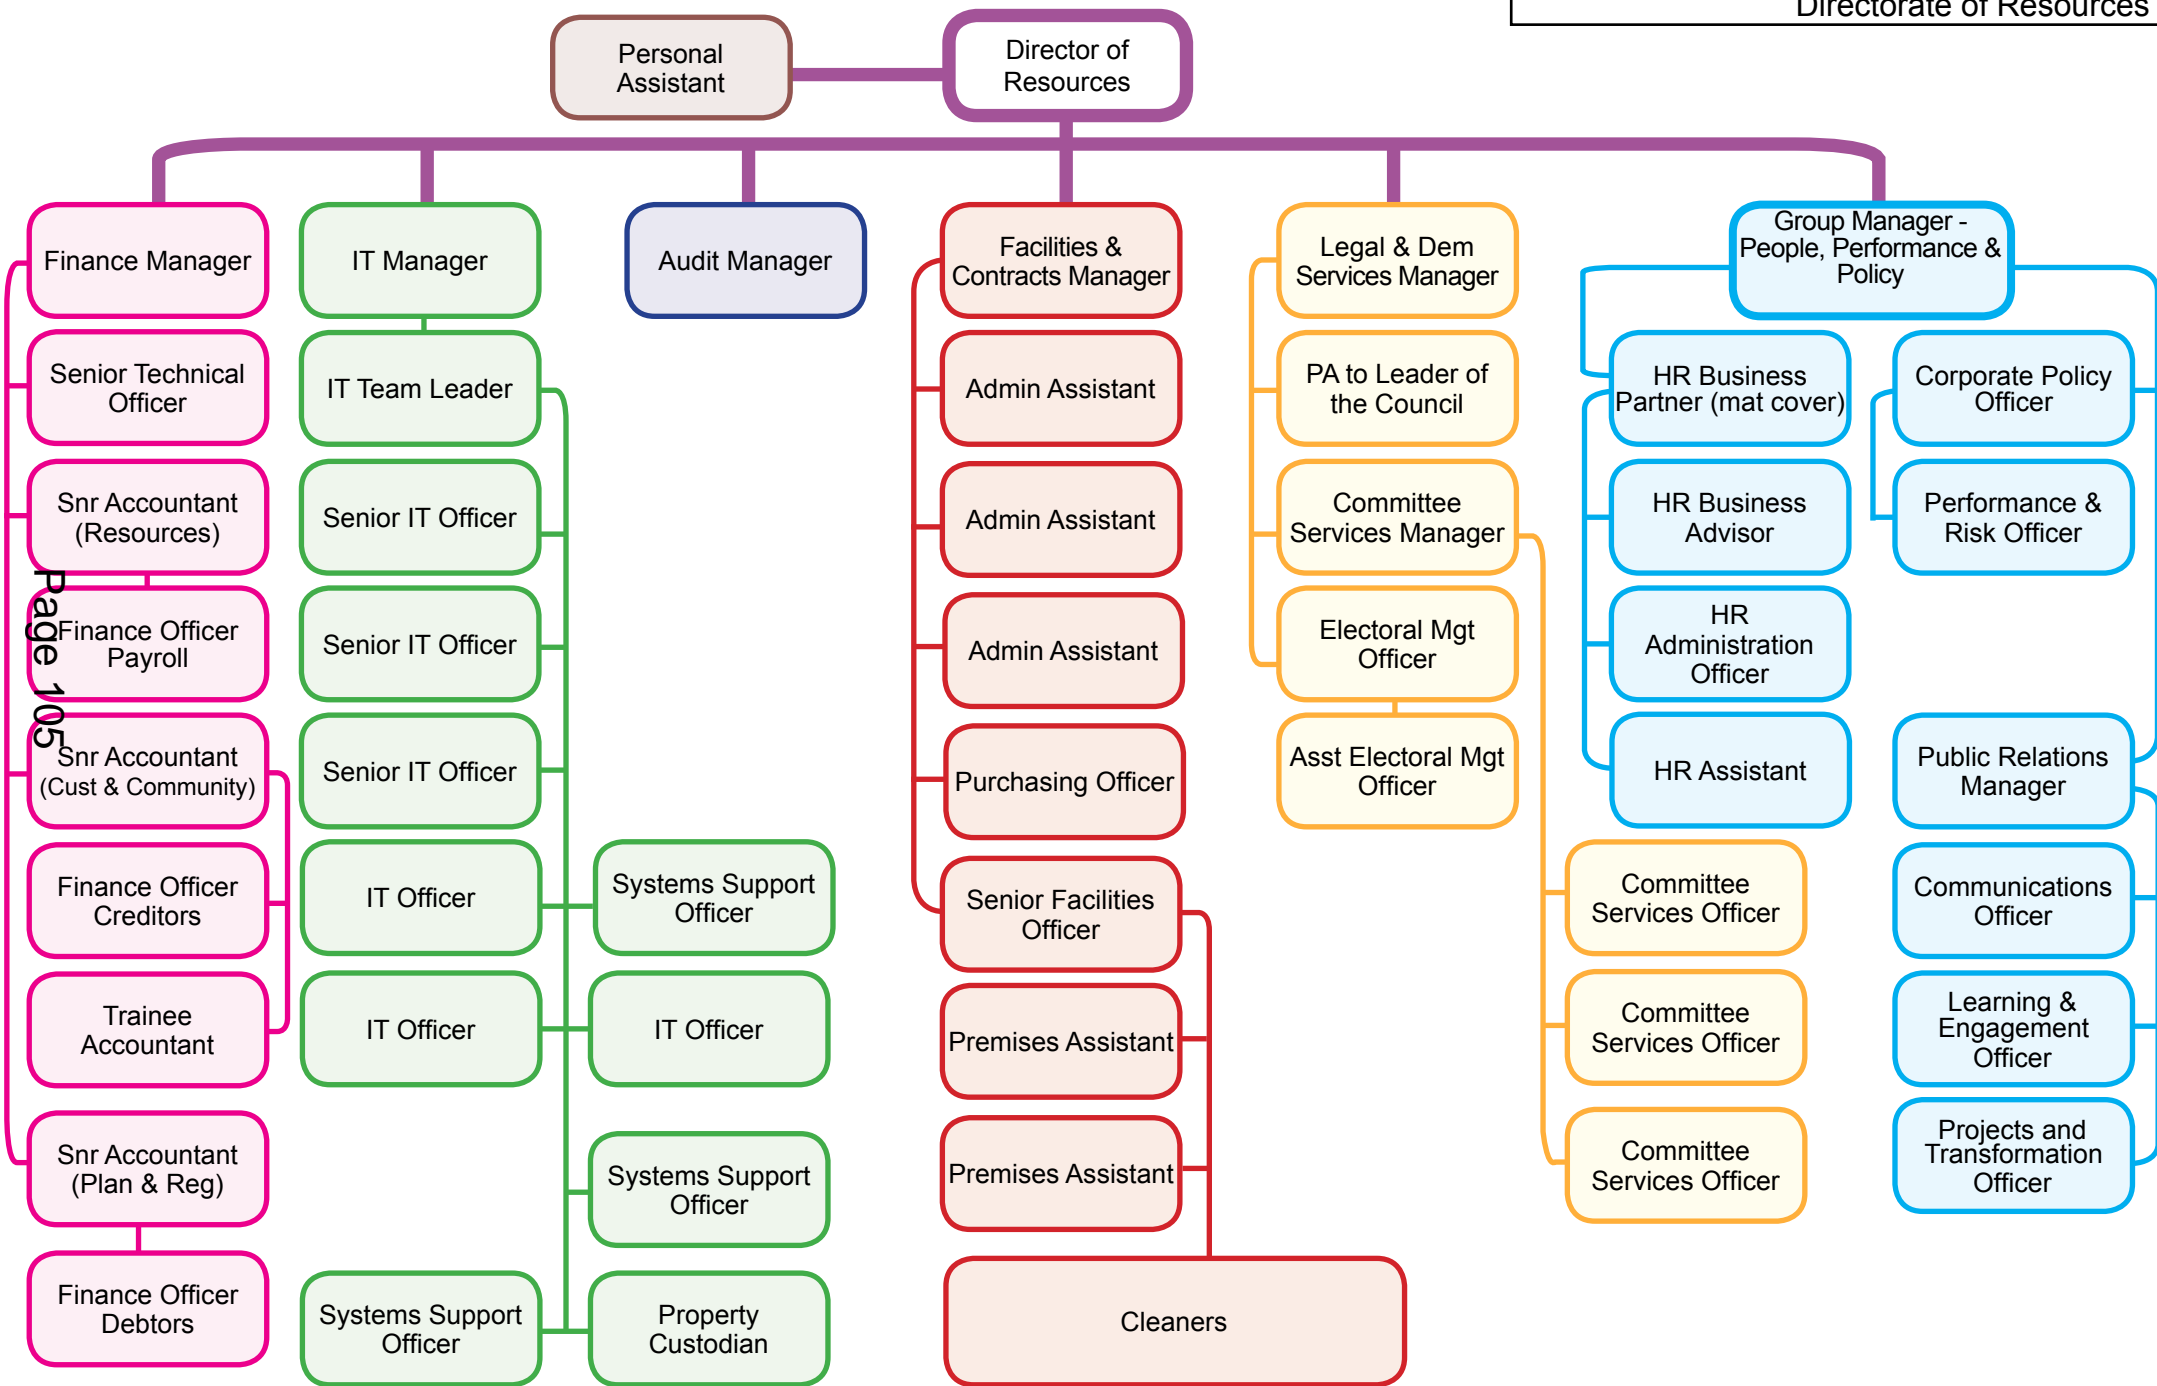 Directorate of Resources
Personal
Assistant
Director of
Resources
Finance Manager
IT Manager
Audit Manager
Facilities &
Contracts Manager
Legal & Dem
Services Manager
Group Manager -
People, Performance &
Policy
Senior Technical
Officer
IT Team Leader
Admin Assistant
PA to Leader of
the Council
HR Business
Partner (mat cover)
Corporate Policy
Officer
Snr Accountant
(Resources)
Senior IT Officer
Admin Assistant
Committee
Services Manager
HR Business
Advisor
Performance &
Risk Officer
Page 105
Finance Officer
Payroll
Senior IT Officer
Admin Assistant
Electoral Mgt
Officer
HR
Administration
Officer
Snr Accountant
(Cust & Community)
Senior IT Officer
Purchasing Officer
Asst Electoral Mgt
Officer
HR Assistant
Public Relations
Manager
Finance Officer
Creditors
IT Officer
Systems Support
Officer
Senior Facilities
Officer
Committee
Services Officer
Communications
Officer
Trainee
Accountant
IT Officer
IT Officer
Premises Assistant
Committee
Services Officer
Learning &
Engagement
Officer
Snr Accountant
(Plan & Reg)
Systems Support
Officer
Premises Assistant
Committee
Services Officer
Projects and
Transformation
Officer
Finance Officer
Debtors
Systems Support
Officer
Property
Custodian
Cleaners